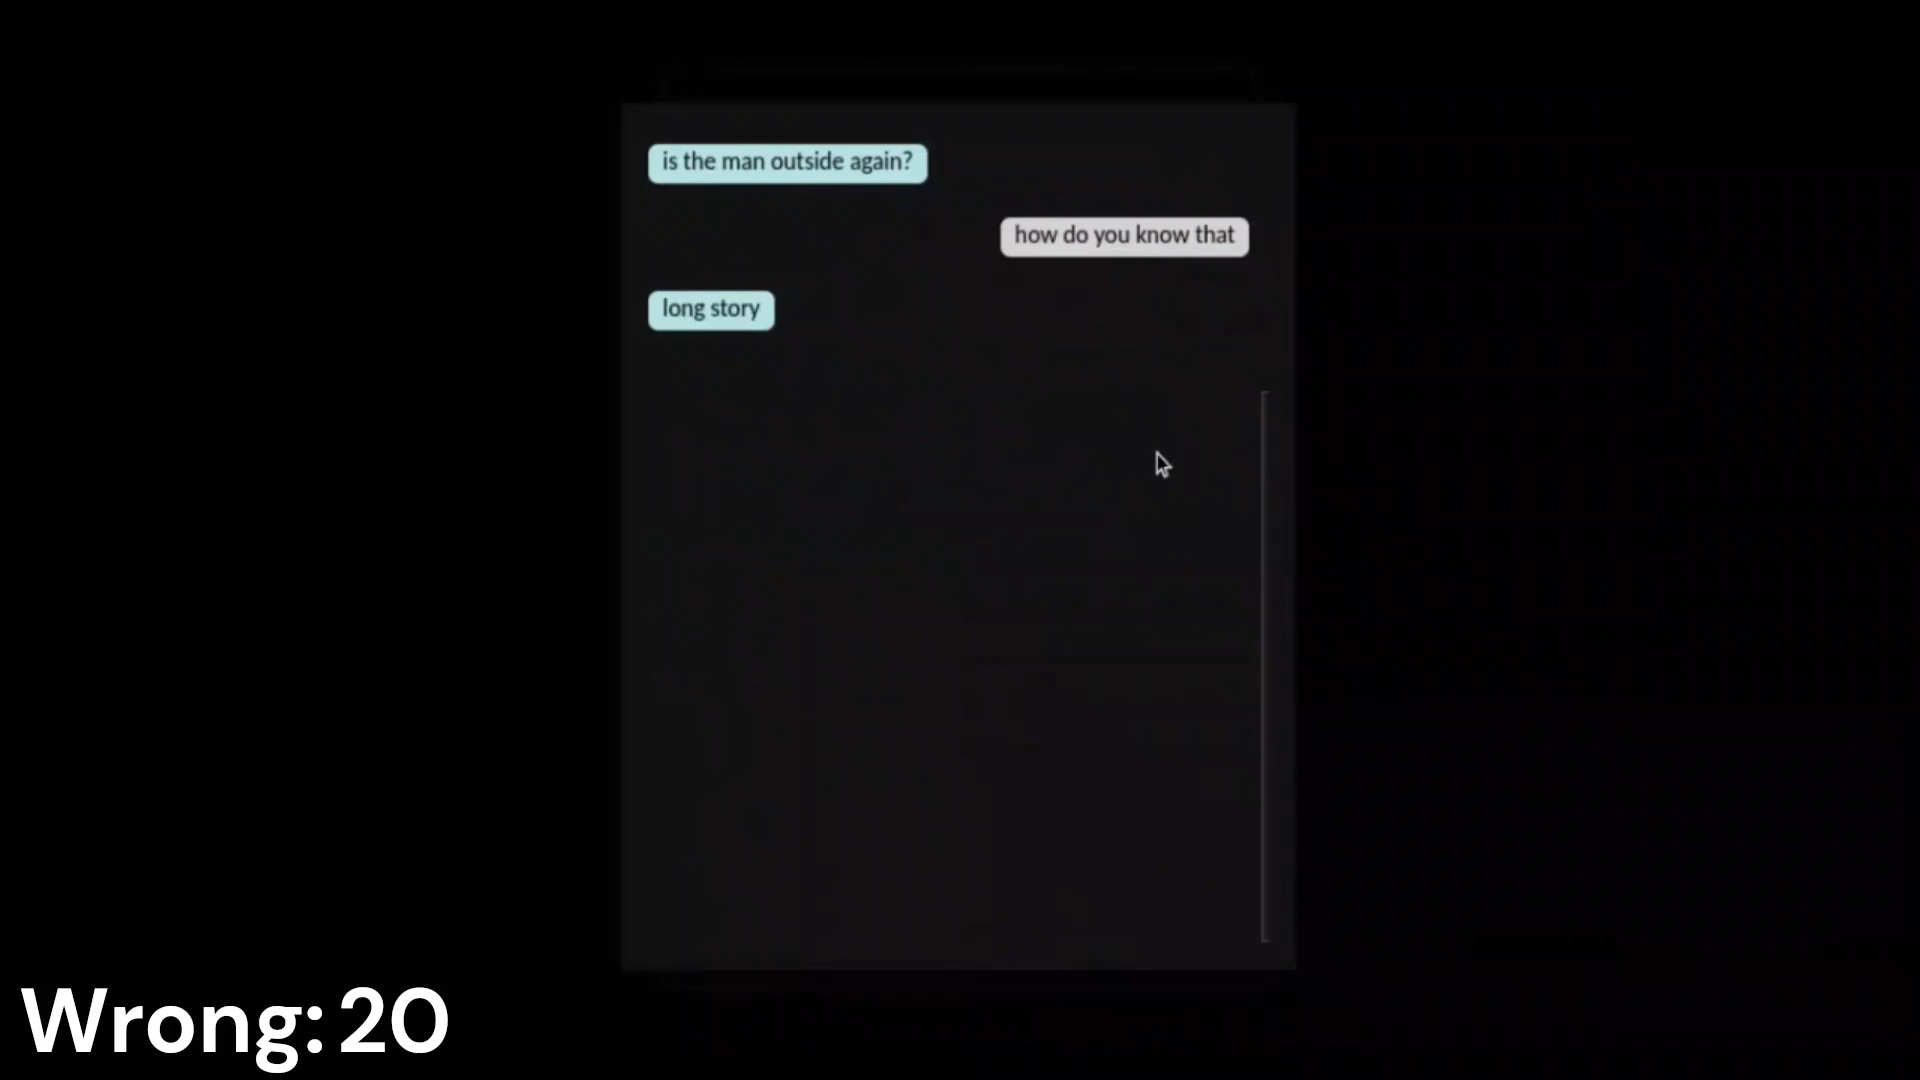 is the man outside again?
how do you know that
long story
Wrong: 20